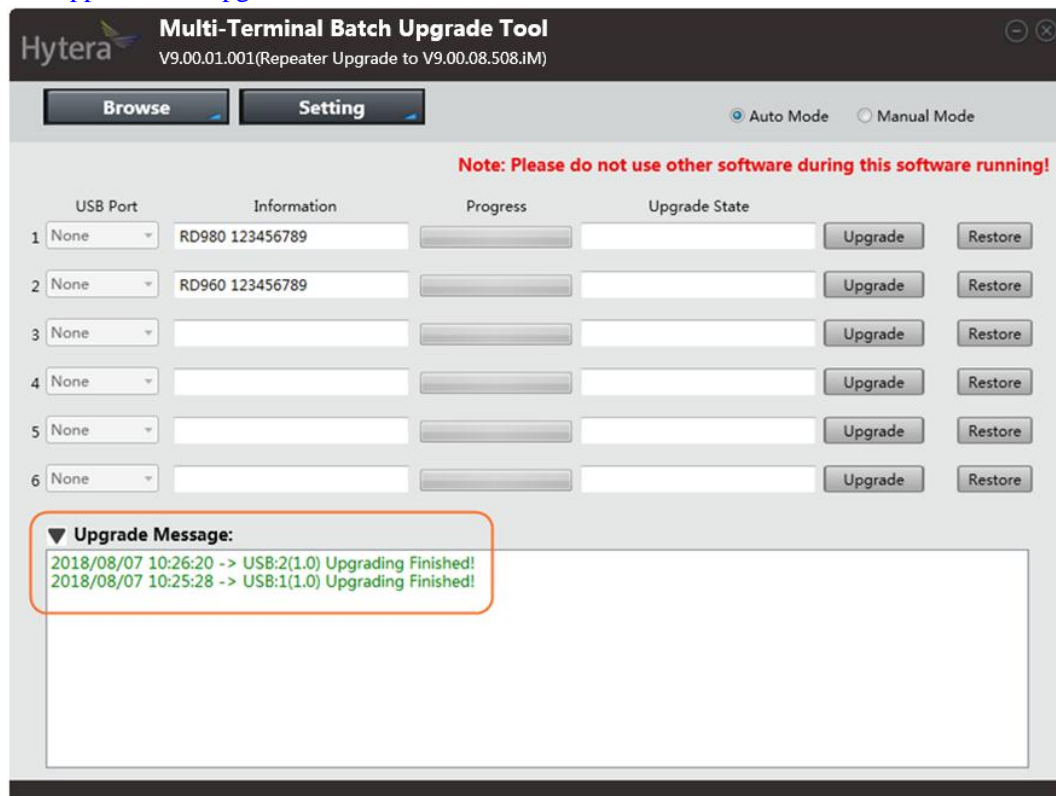 Hytera
Multi-Terminal Batch Upgrade Tool
V9.00.01.001(Repeater Upgrade to V9.00.08.508.iM)
Browse Setting Auto Mode Manual Mode
Note: Please do not use other software during this software running!
USB Port Information Progress Upgrade State
1 None RD980 123456789 Upgrade Restore
2 None RD960 123456789 Upgrade Restore
3 None Upgrade Restore
4 None Upgrade Restore
5 None Upgrade Restore
6 None Upgrade Restore
Upgrade Message:
2018/08/07 10:26:20 -> USB:2(1.0) Upgrading Finished!
2018/08/07 10:25:28 -> USB:1(1.0) Upgrading Finished!